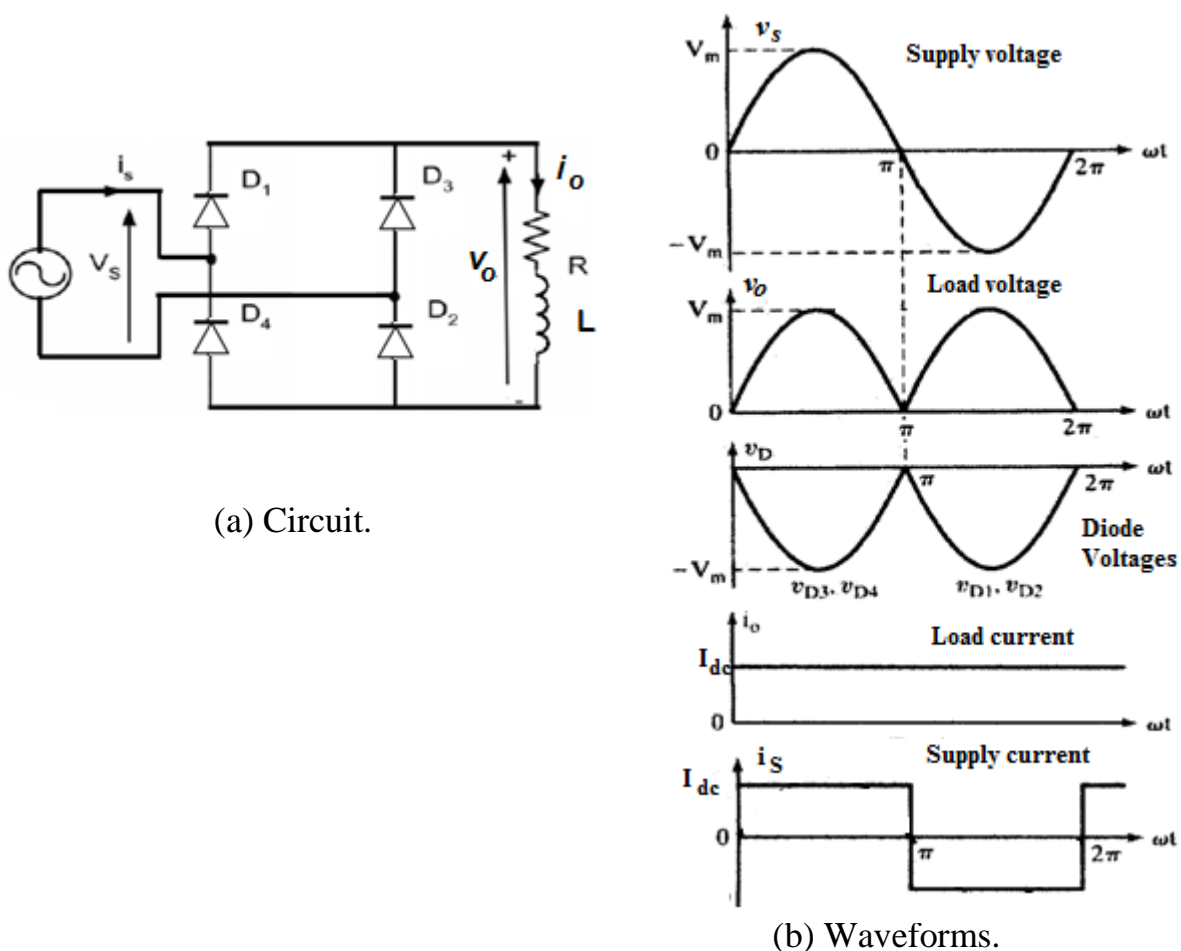 i_s
D_1
D_3
+
i_o
V_s
V_o
R
D_4
D_2
L
-
(a) Circuit.
v_S
V_m
Supply voltage
0
π
2π
ωt
-V_m
v_O
Load voltage
V_m
0
π
2π
ωt
v_D
ωt
π
2π
Diode
Voltages
-V_m
v_D3, v_D4
v_D1, v_D2
i_o
Load current
I_dc
0
ωt
i_S
Supply current
I_dc
0
π
2π
ωt
(b) Waveforms.